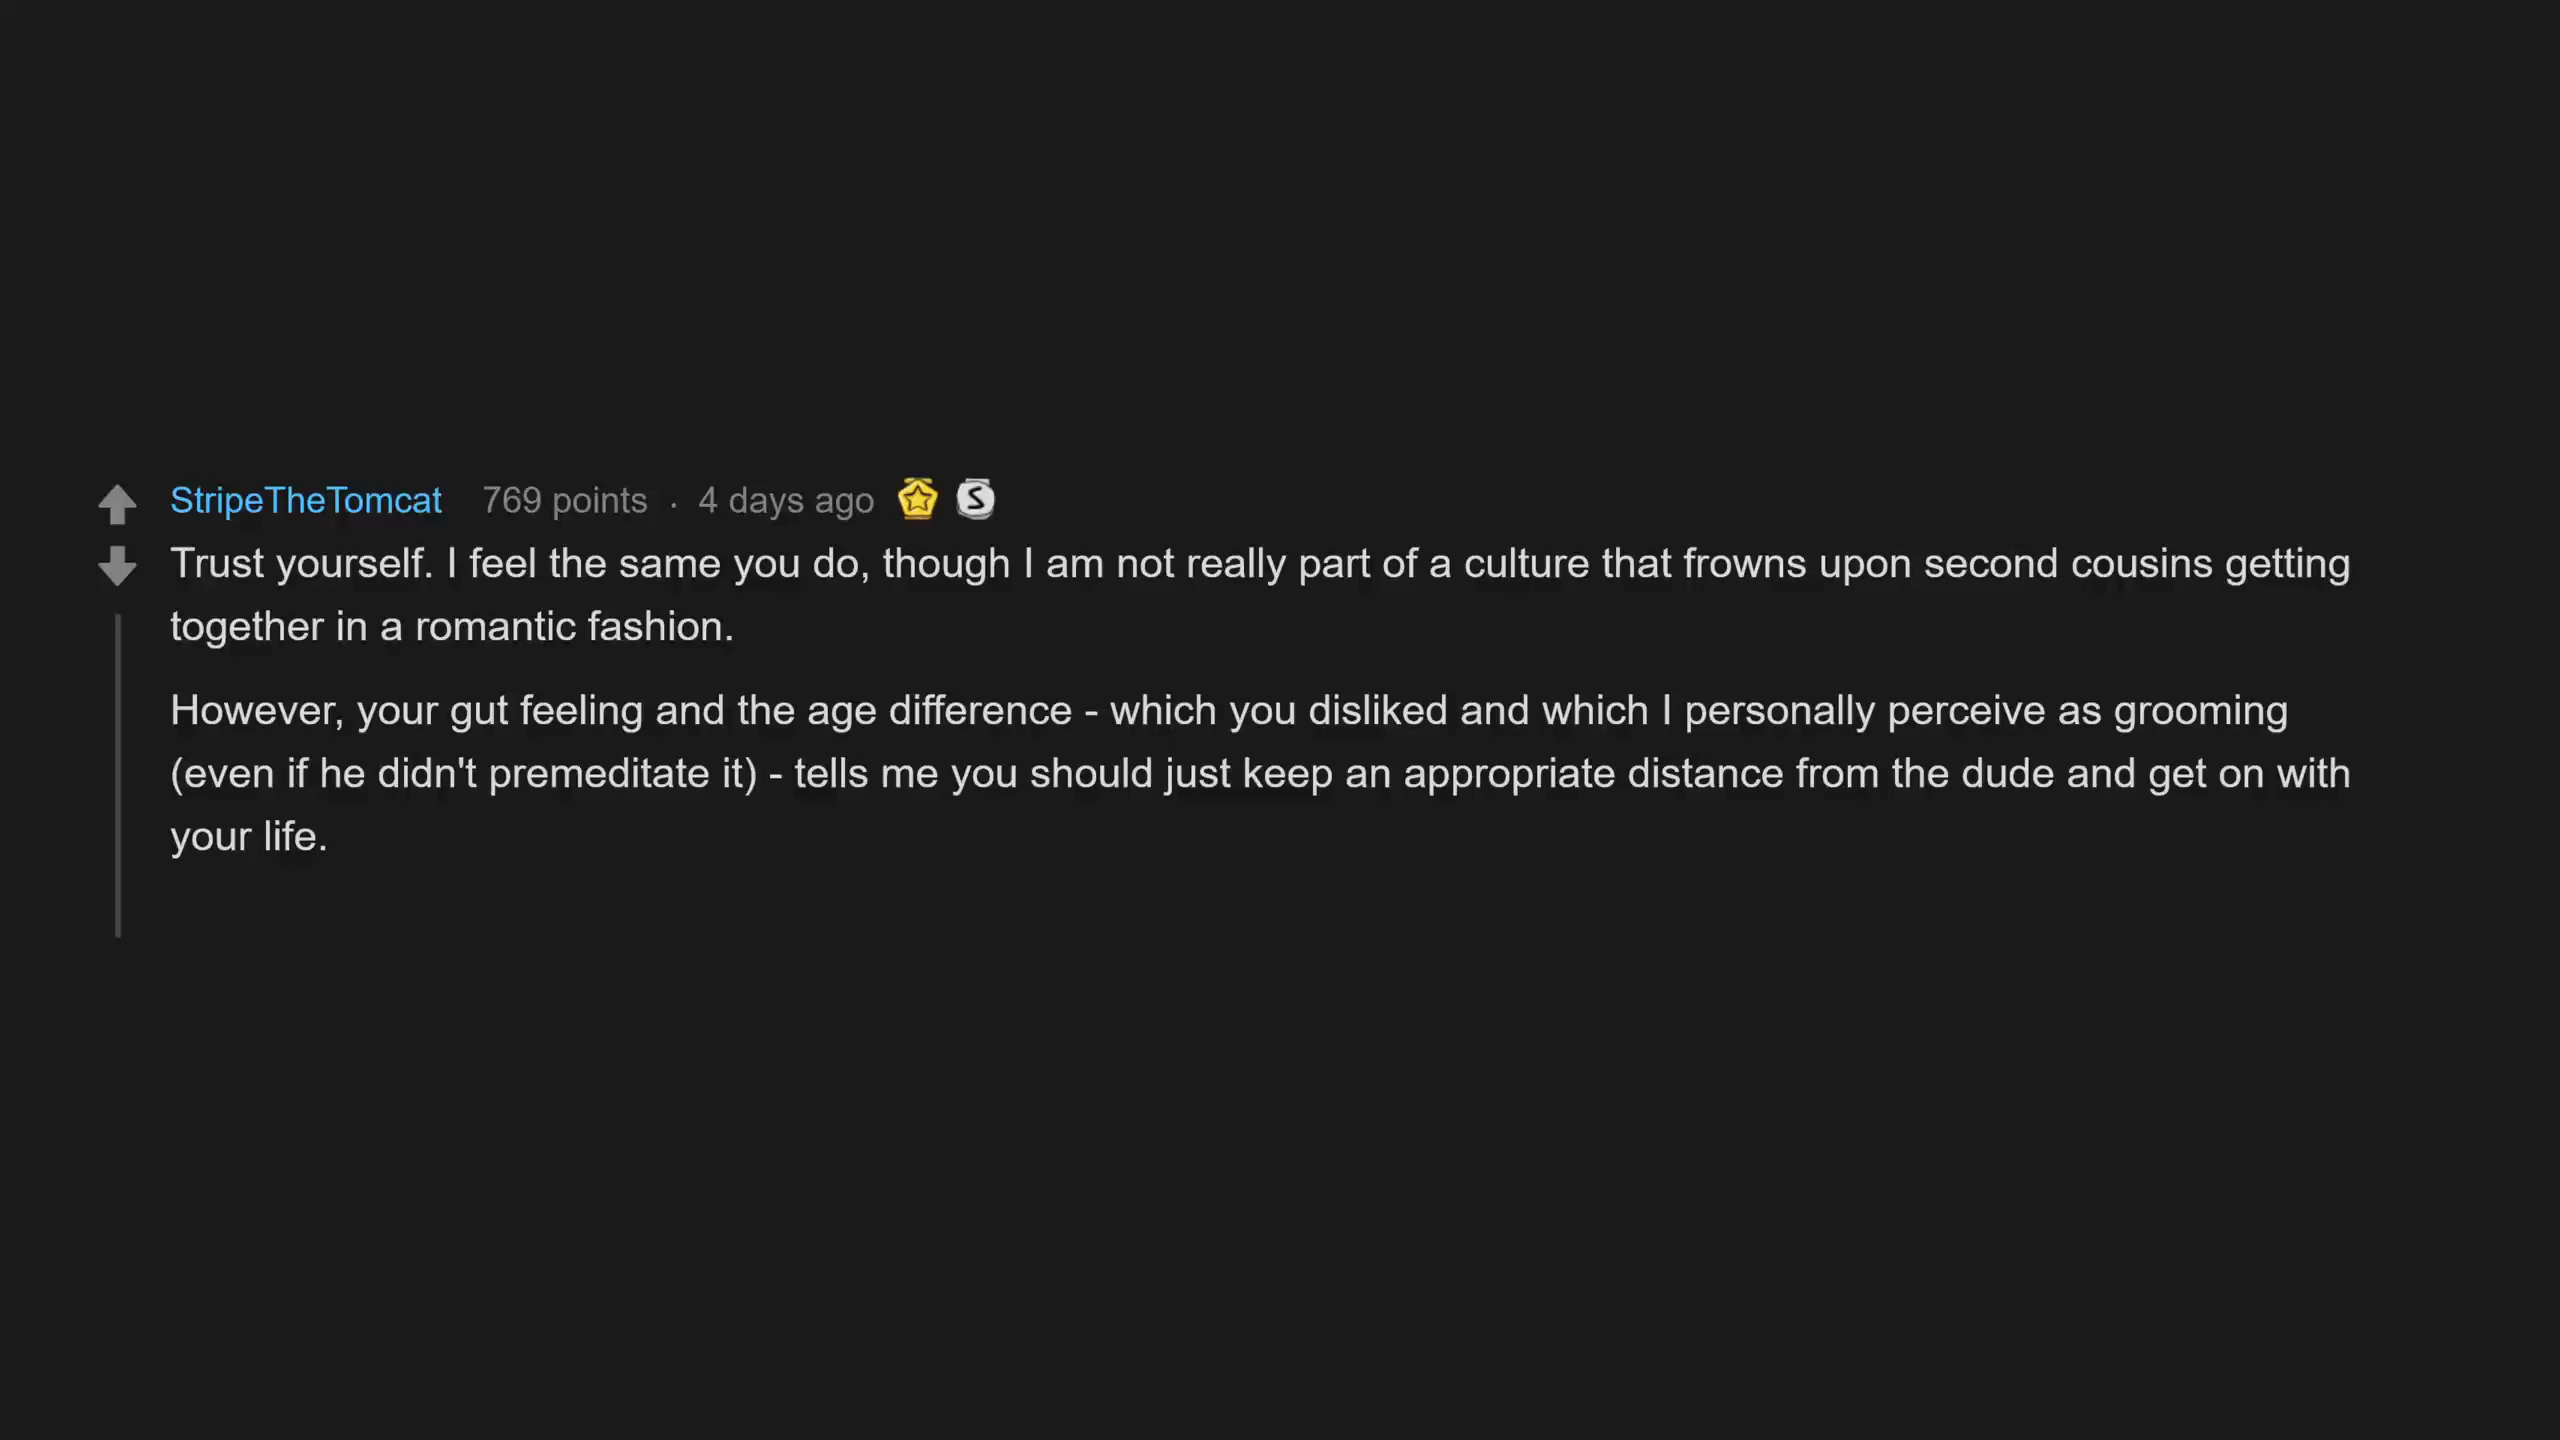 StripeTheTomcat 769 points · 4 days ago S
Trust yourself. I feel the same you do, though I am not really part of a culture that frowns upon second cousins getting
together in a romantic fashion.
However, your gut feeling and the age difference - which you disliked and which I personally perceive as grooming
(even if he didn't premeditate it) - tells me you should just keep an appropriate distance from the dude and get on with
your life.